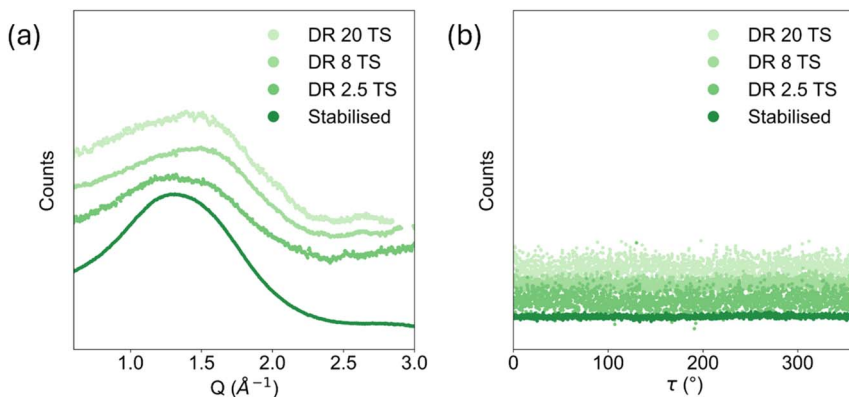 (a)
DR 20 TS
DR 8 TS
DR 2.5 TS
Stabilised
Counts
1.0 1.5 2.0 2.5 3.0
Q (Å⁻¹)
(b)
DR 20 TS
DR 8 TS
DR 2.5 TS
Stabilised
Counts
0 100 200 300
τ (°)